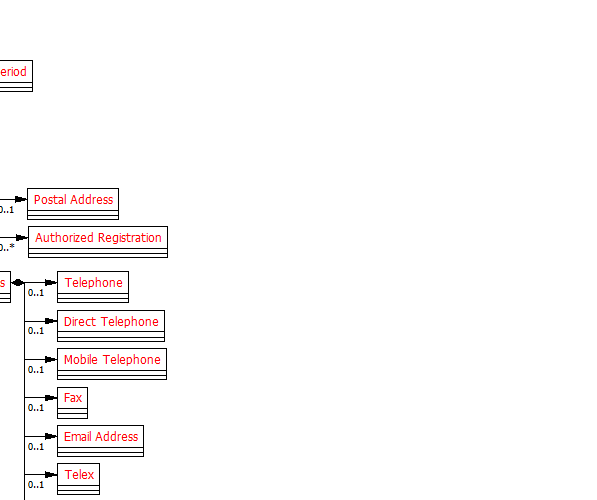 eriod
Postal Address
0..1
Authorized Registration
0..*
s
Telephone
0..1
Direct Telephone
0..1
Mobile Telephone
0..1
Fax
0..1
Email Address
0..1
Telex
0..1